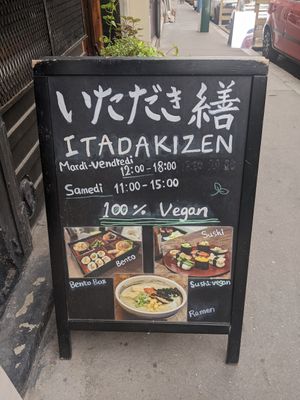 いただき繕
ITADAKIZEN
Mardi-Vendredi
12:00-18:00
Samedi 11:00-15:00
100% Vegan
Sushi
Bento
Bento Box
Sushi vegan
Ramen